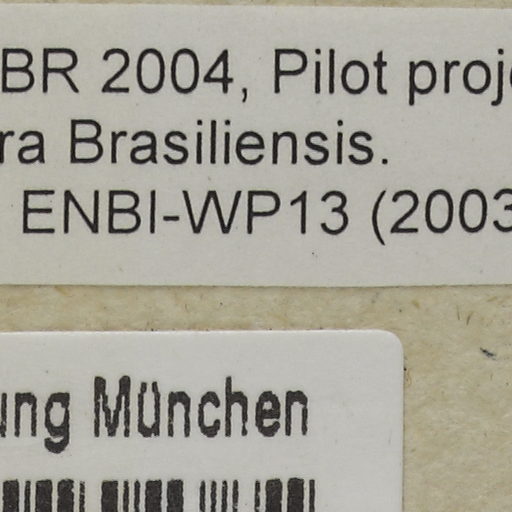 BR 2004, Pilot proj
ra Brasiliensis.
ENBI-WP13 (2003
ung München